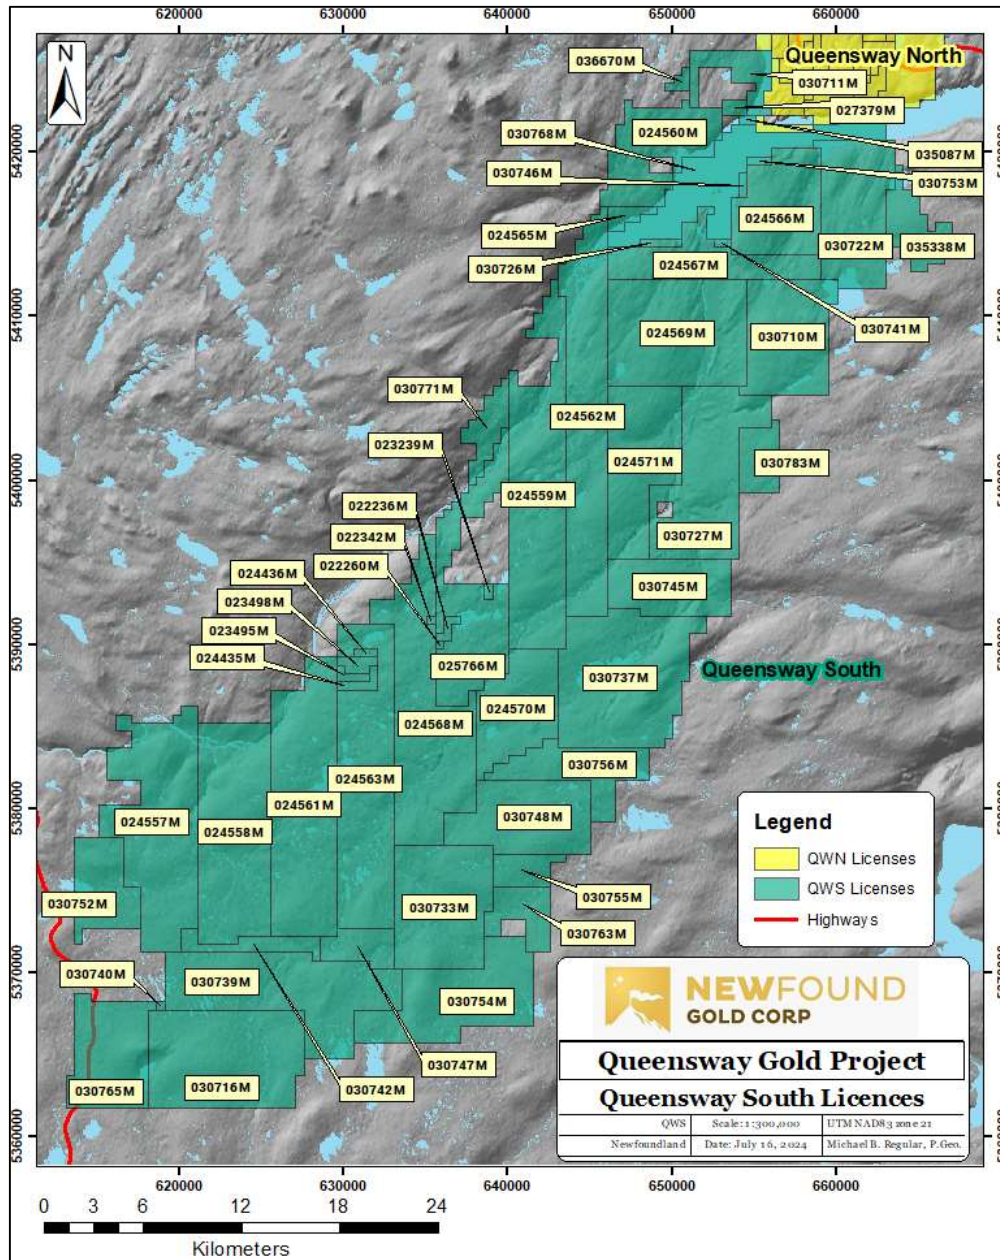 620000
630000
640000
650000
660000
N
Queensway North
036670M
030711M
027379M
024560M
030768M
035087M
5420000
030746M
030753M
024566M
024565M
030722M
035338M
030726M
024567M
5410000
030741M
024569M
030710M
030771M
024562M
023239M
024571M
030783M
5400000
024559M
022236M
022342M
030727M
022260M
024436M
030745M
023498M
023495M
024435M
5390000
025766M
030737M
Queensway South
024570M
024568M
030756M
024563M
024561M
5380000
030748M
024557M
024558M
030755M
030752M
030733M
030763M
5370000
030740M
030739M
030754M
030747M
030765M
030716M
030742M
5360000
Legend
QWN Licenses
QWS Licenses
Highways
NEWFOUND
GOLD CORP
Queensway Gold Project
Queensway South Licences
QWS Scale: 1:300,000 UTM NAD83 zone 21
Newfoundland Date: July 16, 2024 Michael B. Regular, P.Geo.
620000
630000
640000
650000
660000
0 3 6 12 18 24
Kilometers